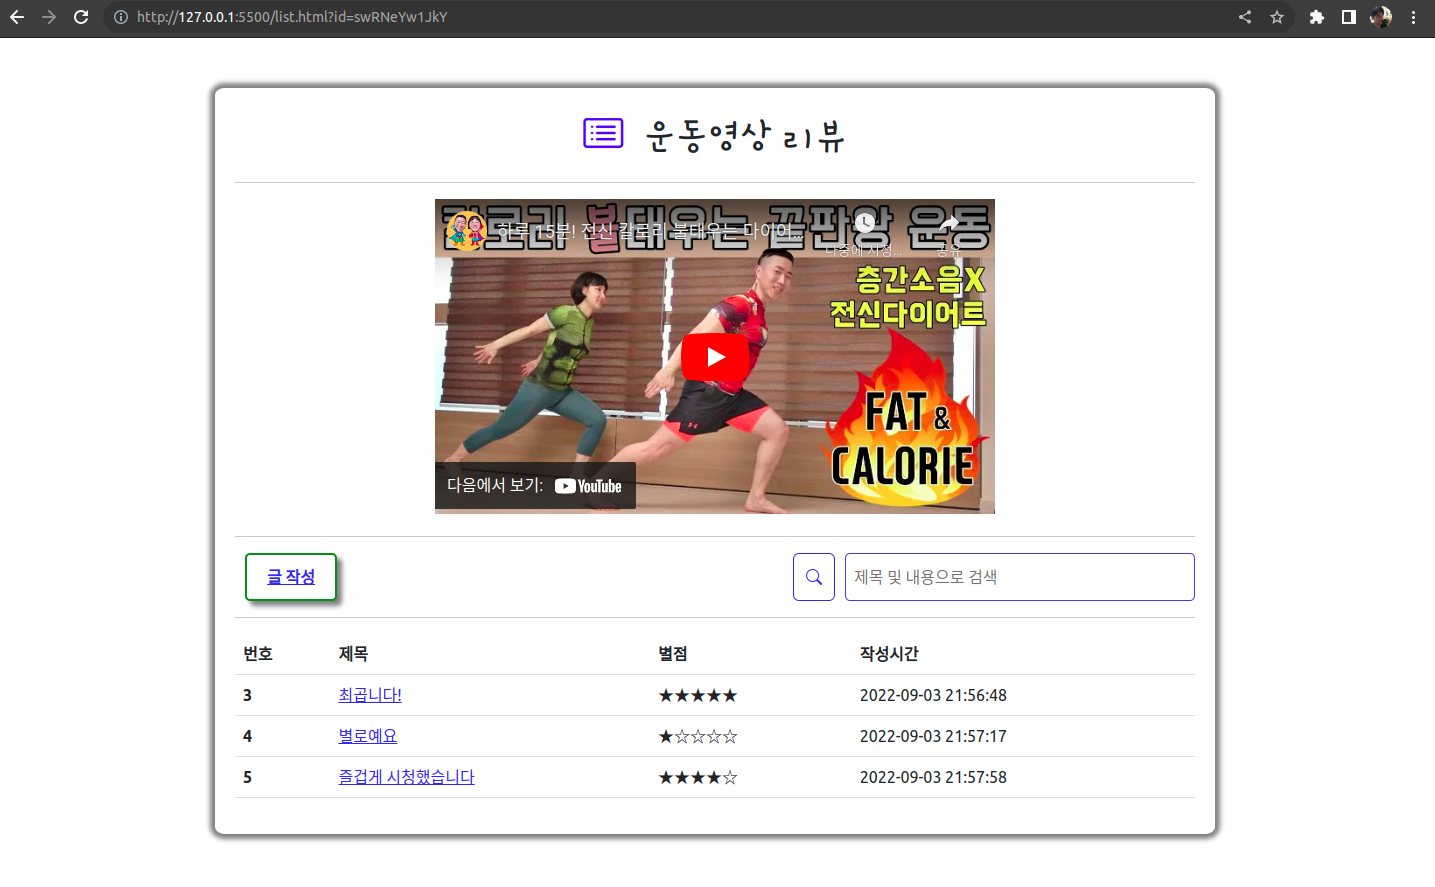 http://127.0.0.1:5500/list.html?id=swRNeYw1JkY
운동영상 리뷰
칼로리 불태우는 끝판왕 운동
하루 15분! 전신 칼로리 불태우는 다이어...
나중에 시청...
공유
층간소음X
전신다이어트
FAT &
CALORIE
다음에서 보기: YouTube
글 작성
제목 및 내용으로 검색
번호 제목 별점 작성시간
3 최곱니다! ★★★★★ 2022-09-03 21:56:48
4 별로예요 ★☆☆☆☆ 2022-09-03 21:57:17
5 즐겁게 시청했습니다 ★★★★☆ 2022-09-03 21:57:58